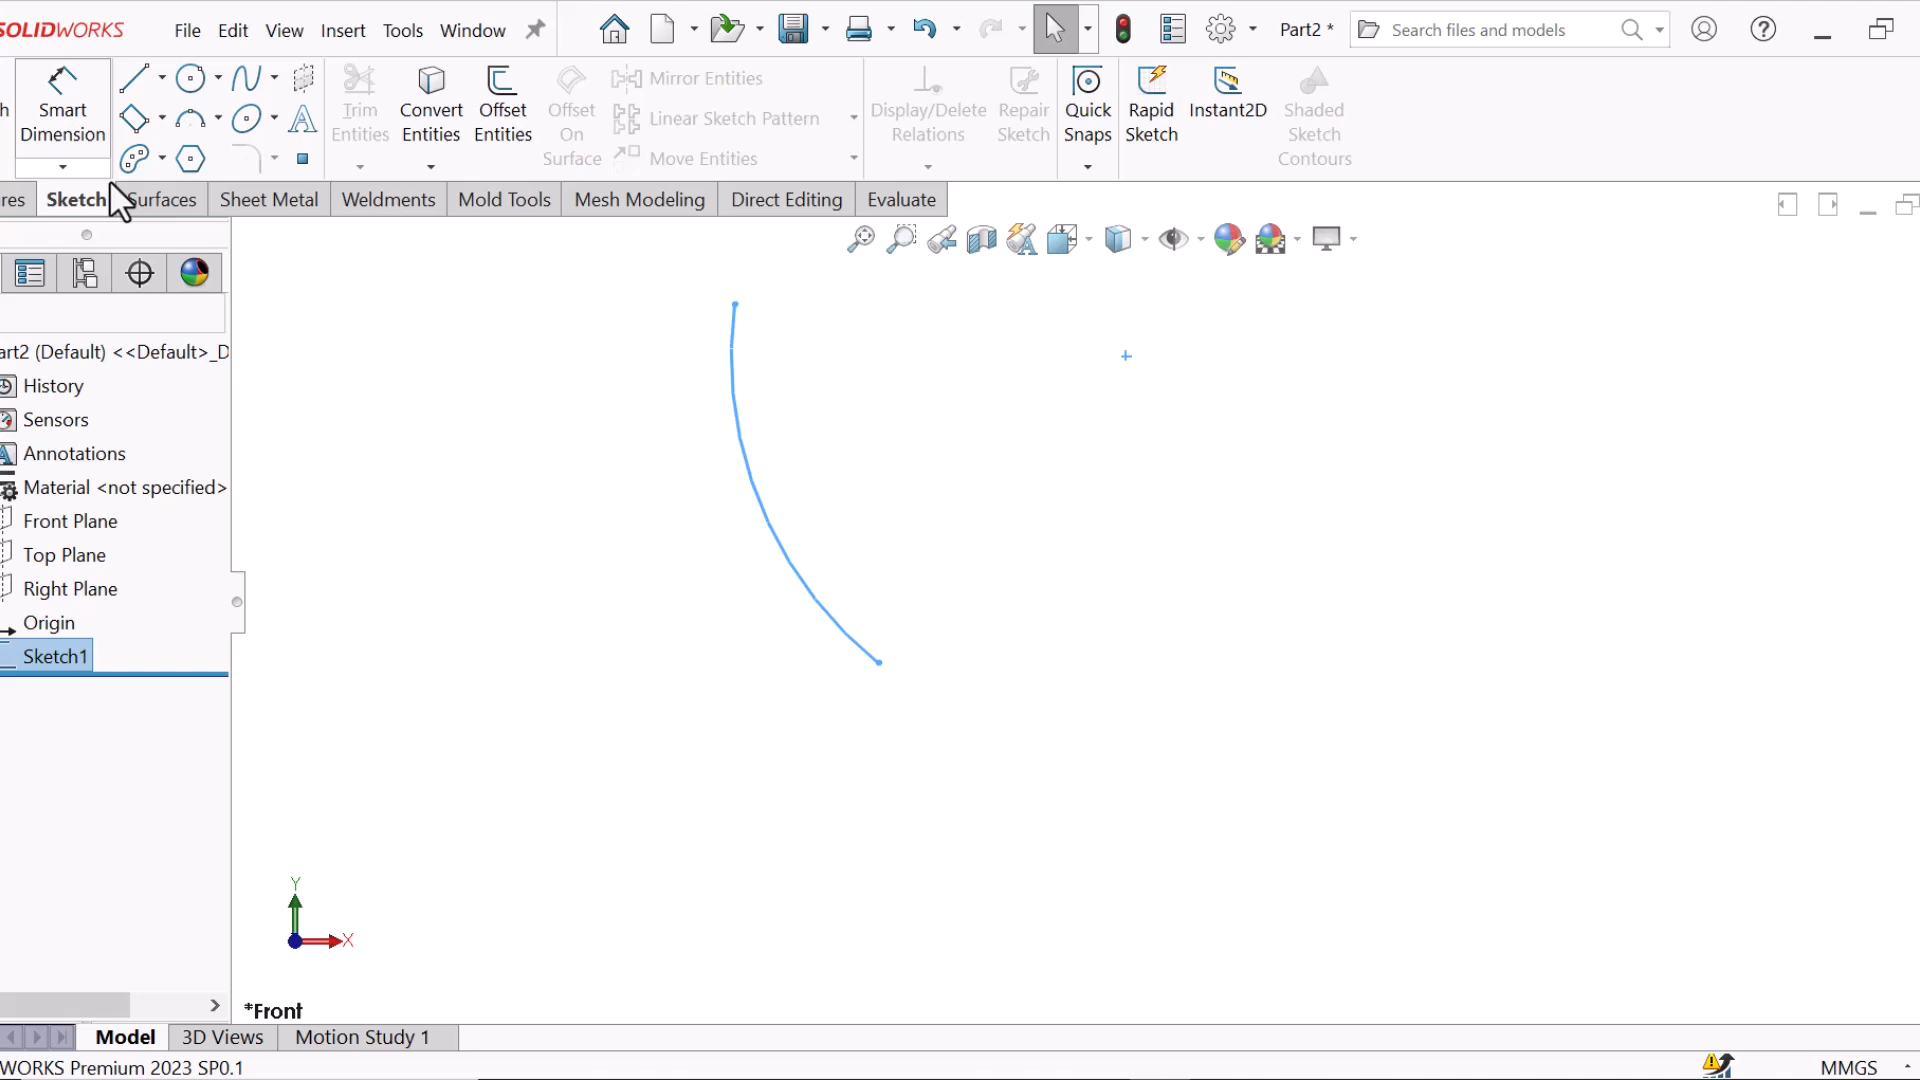 SOLIDWORKS File Edit View Insert Tools Window Part2 * Search files and models
h Smart Dimension Trim Entities Convert Entities Offset Entities Offset On Surface Mirror Entities Linear Sketch Pattern Move Entities Display/Delete Relations Repair Sketch Quick Snaps Rapid Sketch Instant2D Shaded Sketch Contours
res Sketch Surfaces Sheet Metal Weldments Mold Tools Mesh Modeling Direct Editing Evaluate
art2 (Default) <<Default>_D
History
Sensors
Annotations
Material <not specified>
Front Plane
Top Plane
Right Plane
Origin
Sketch1
Y
X
*Front
Model 3D Views Motion Study 1
WORKS Premium 2023 SP0.1 MMGS